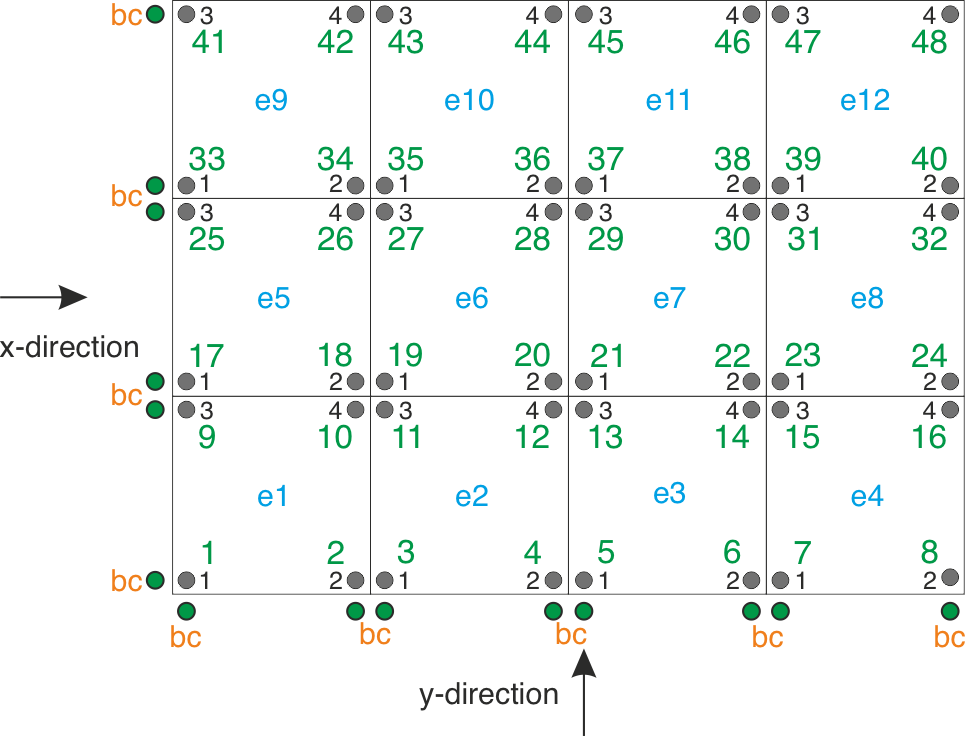 bc 3 4 3 4 3 4 3 4
41 42 43 44 45 46 47 48
e9 e10 e11 e12
33 34 35 36 37 38 39 40
bc 1 2 1 2 1 2 1 2
3 4 3 4 3 4 3 4
25 26 27 28 29 30 31 32
e5 e6 e7 e8
x-direction
17 18 19 20 21 22 23 24
1 2 1 2 1 2 1 2
bc
3 4 3 4 3 4 3 4
9 10 11 12 13 14 15 16
e1 e2 e3 e4
1 2 3 4 5 6 7 8
bc 1 2 1 2 1 2 1 2
bc bc bc bc bc
y-direction